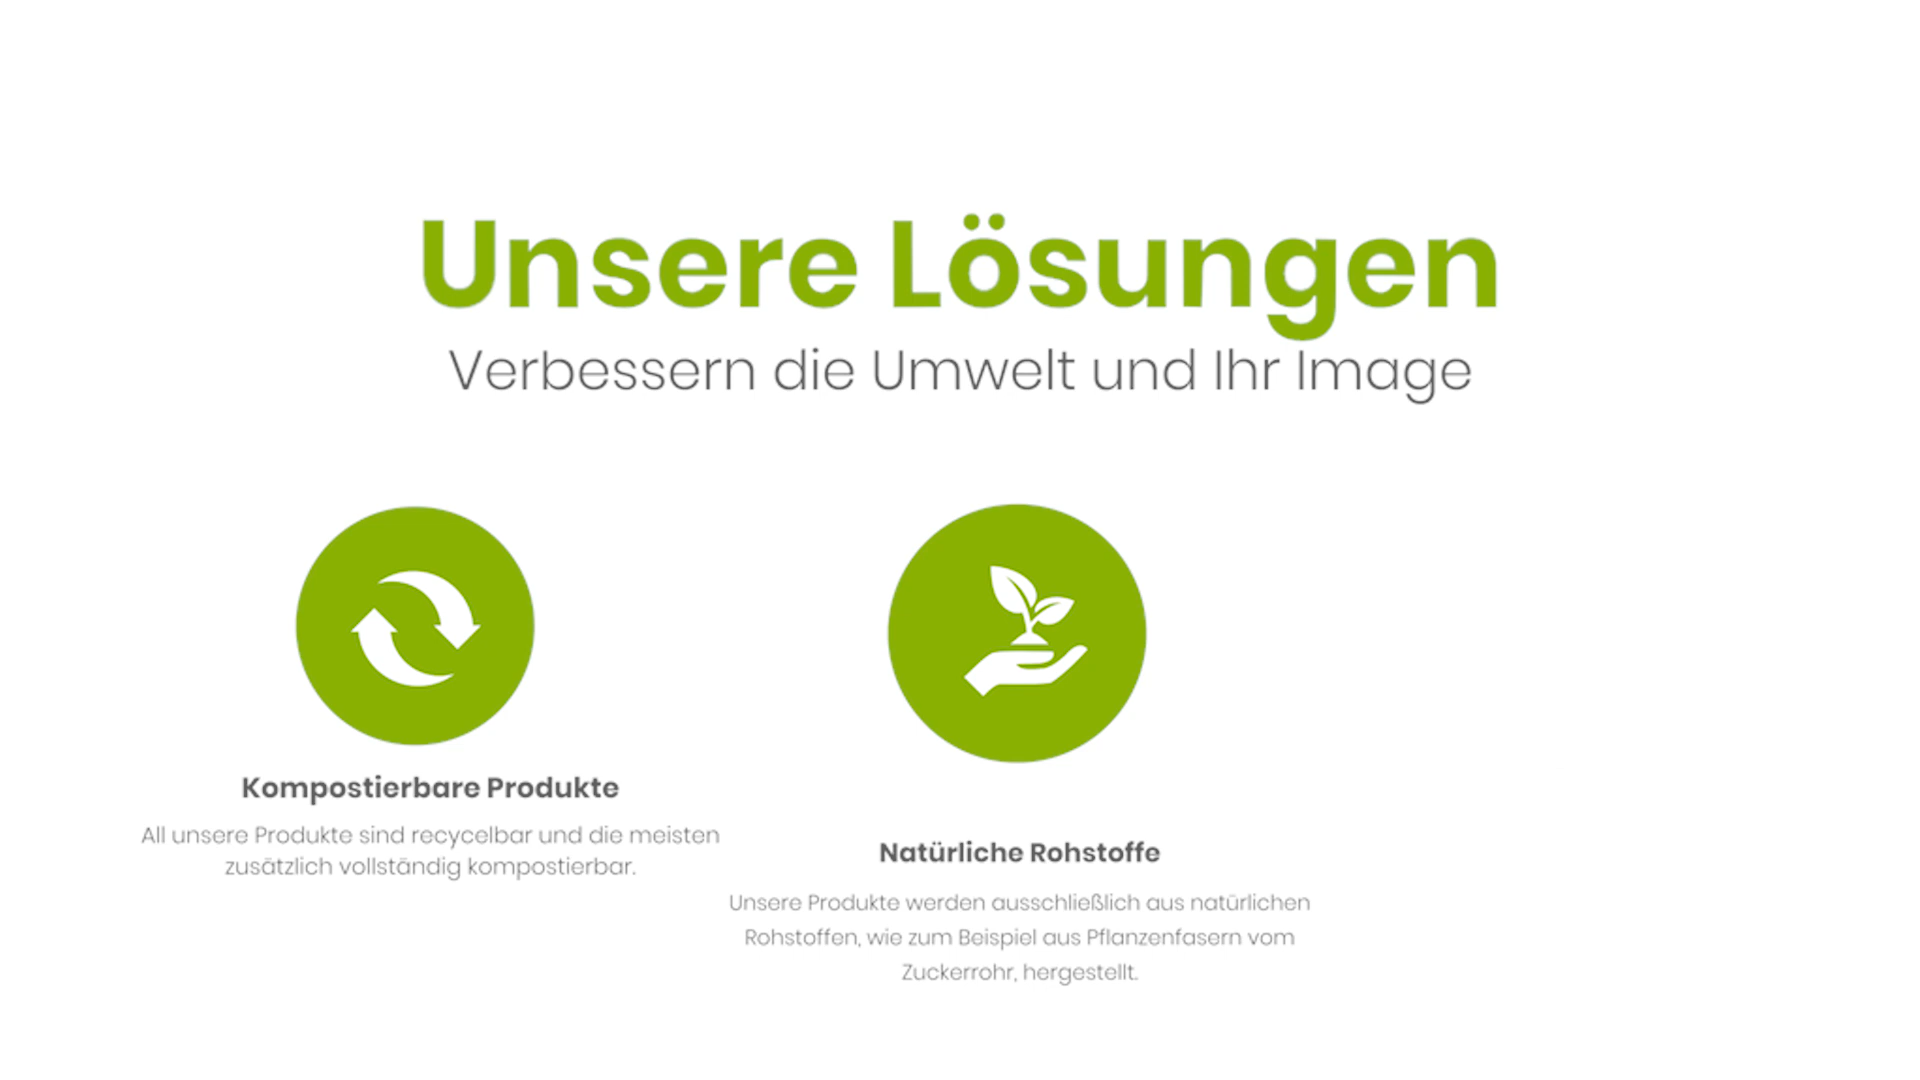 Unsere Lösungen
Verbessern die Umwelt und Ihr Image
Kompostierbare Produkte
All unsere Produkte sind recycelbar und die meisten
zusätzlich vollständig kompostierbar.
Natürliche Rohstoffe
Unsere Produkte werden ausschließlich aus natürlichen
Rohstoffen, wie zum Beispiel aus Pflanzenfasern vom
Zuckerrohr, hergestellt.